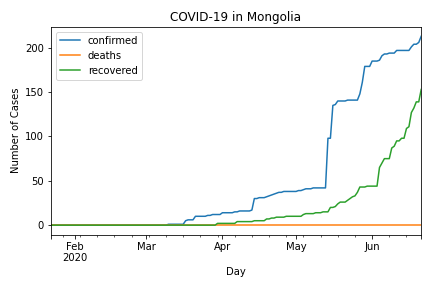 COVID-19 in Mongolia
confirmed
deaths
recovered
Number of Cases
200
150
100
50
0
Feb
2020
Mar
Apr
May
Jun
Day